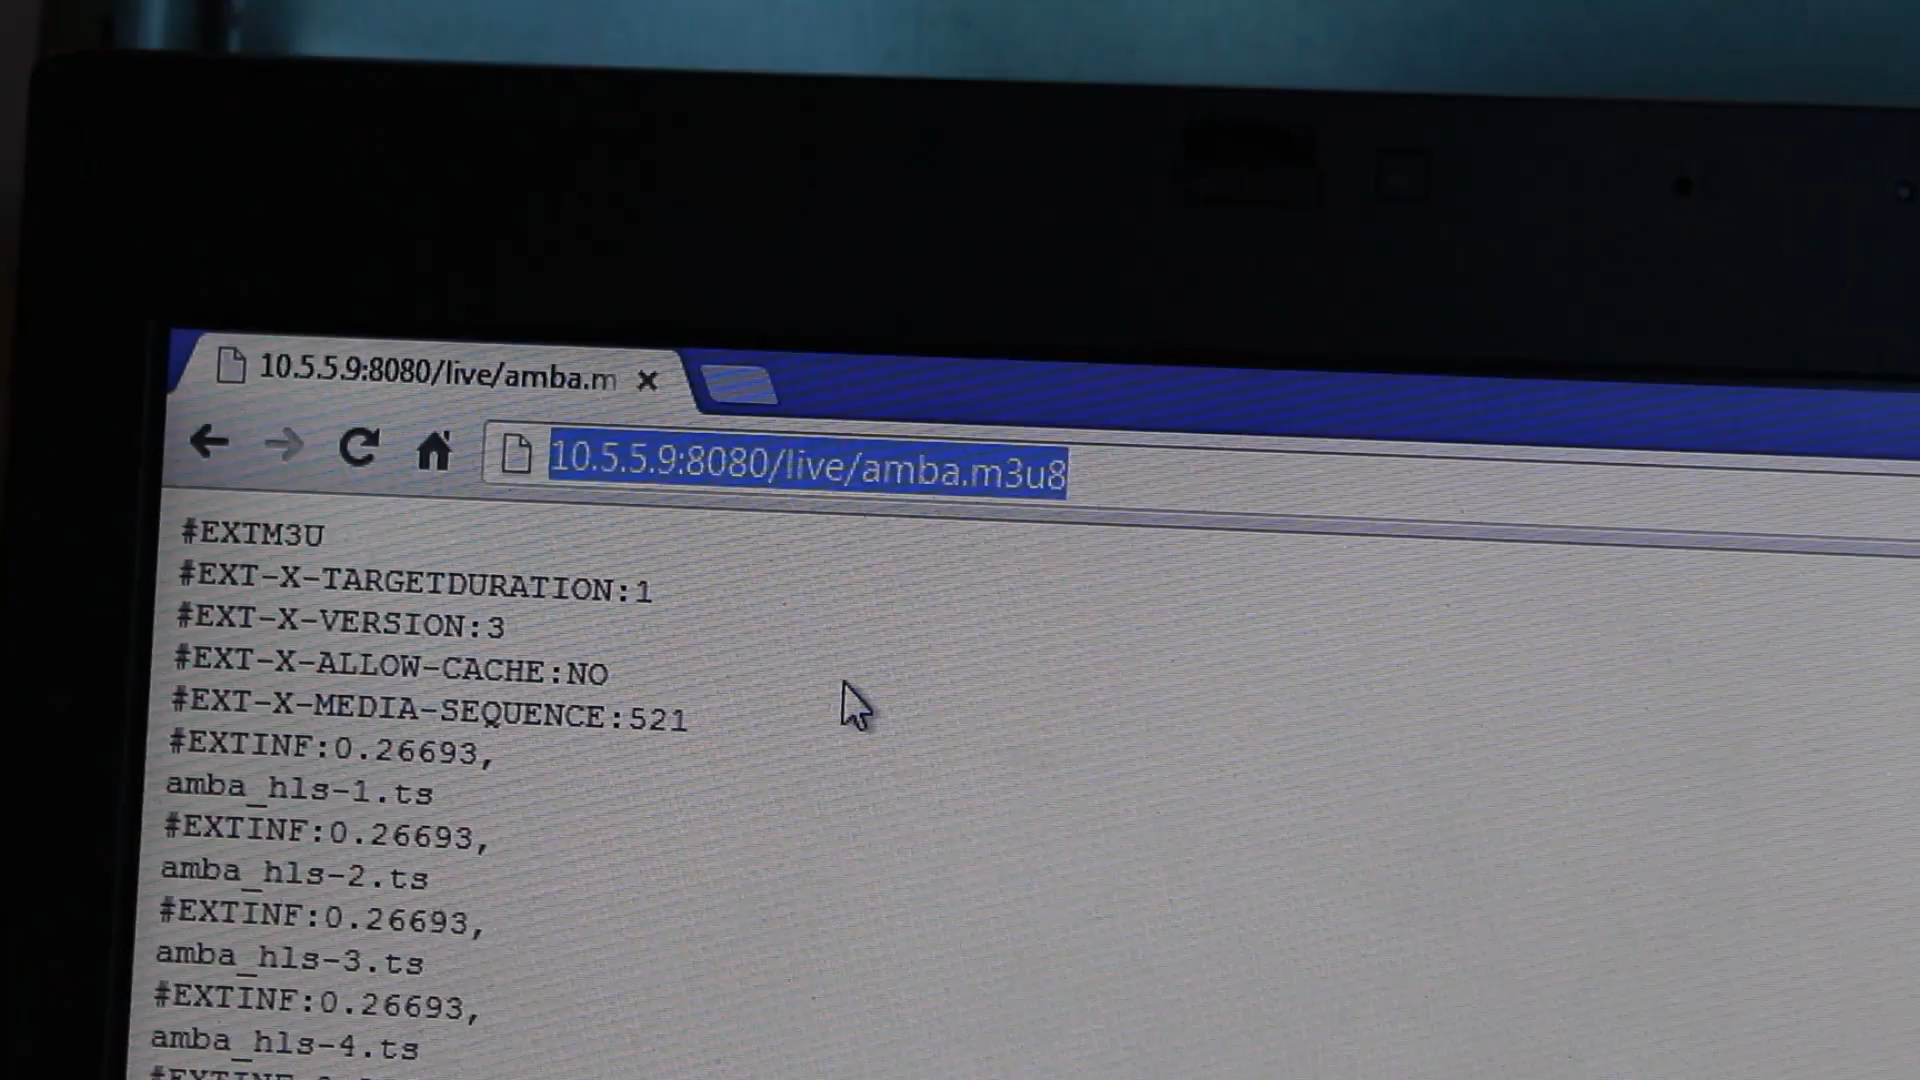 10.5.5.9:8080/live/amba.m
10.5.5.9:8080/live/amba.m3u8
#EXTM3U
#EXT-X-TARGETDURATION:1
#EXT-X-VERSION:3
#EXT-X-ALLOW-CACHE:NO
#EXT-X-MEDIA-SEQUENCE:521
#EXTINF:0.26693,
amba_hls-1.ts
#EXTINF:0.26693,
amba_hls-2.ts
#EXTINF:0.26693,
amba_hls-3.ts
#EXTINF:0.26693,
amba_hls-4.ts